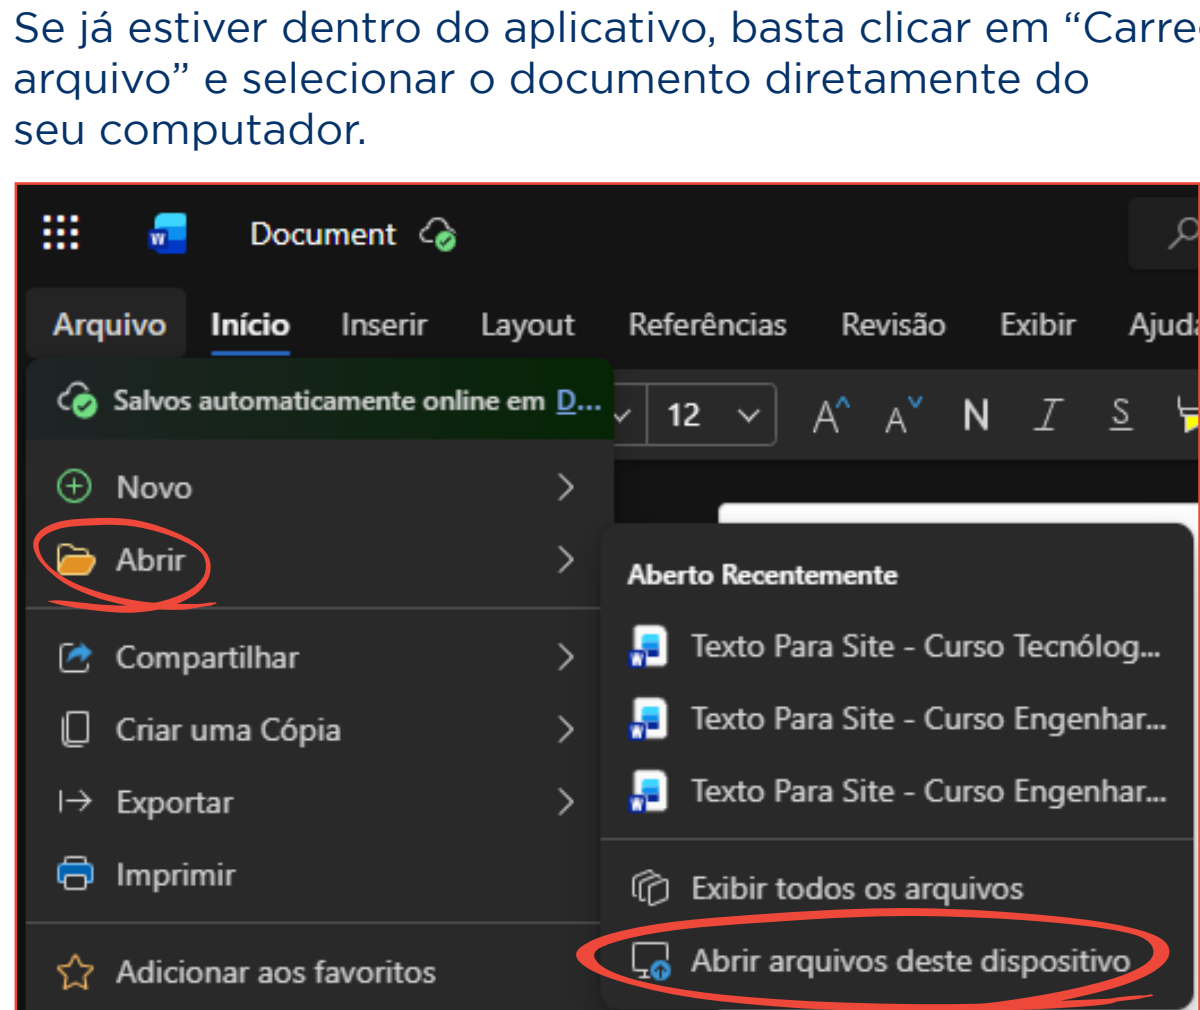 Se já estiver dentro do aplicativo, basta clicar em “Carre
arquivo” e selecionar o documento diretamente do
seu computador.
Document
Arquivo Início Inserir Layout Referências Revisão Exibir Ajuda
Salvos automaticamente online em D...
12 A A N I S
Novo
Abrir
Aberto Recentemente
Texto Para Site - Curso Tecnólog...
Compartilhar
Texto Para Site - Curso Engenhar...
Criar uma Cópia
Texto Para Site - Curso Engenhar...
Exportar
Imprimir
Exibir todos os arquivos
Abrir arquivos deste dispositivo
Adicionar aos favoritos